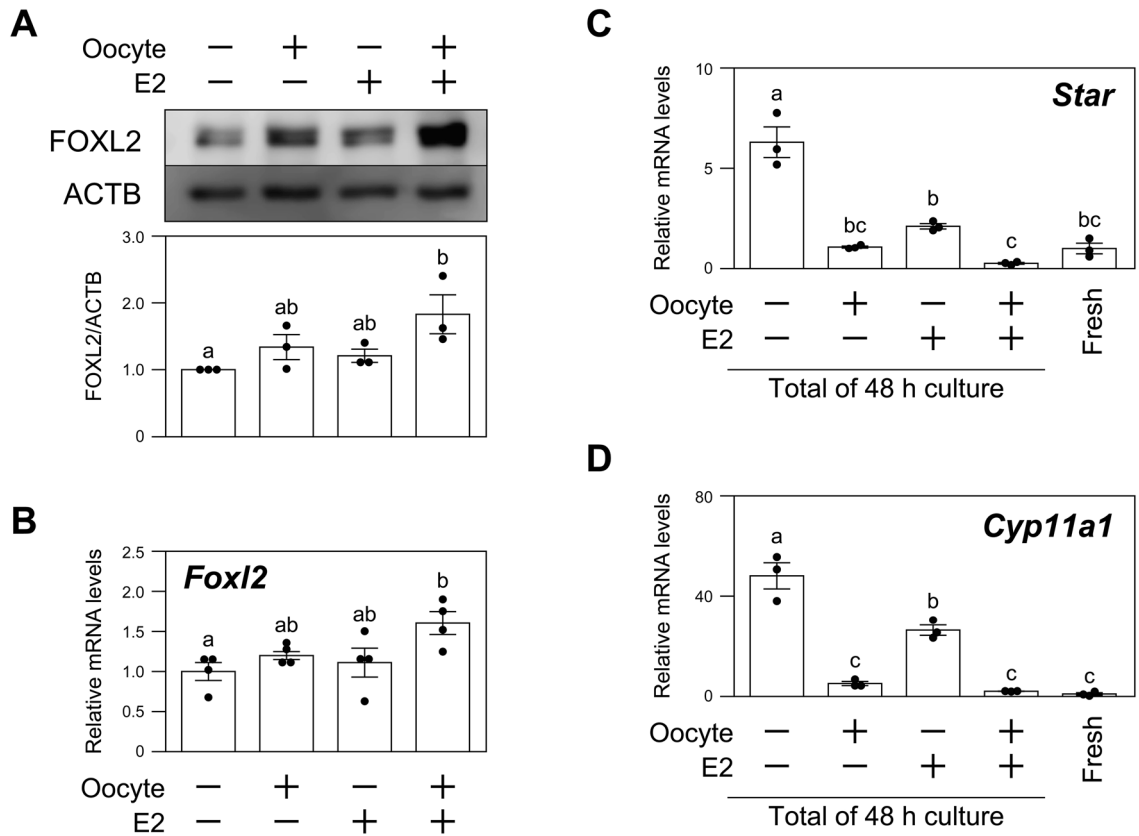 A
Oocyte − + − +
E2 − − + +
FOXL2
ACTB
FOXL2/ACTB
3.0
2.0
1.0
0
a ab ab b
B
Relative mRNA levels
Foxl2
2.5
2.0
1.5
1.0
0.5
0
a ab ab b
Oocyte − + − +
E2 − − + +
C
Relative mRNA levels
Star
10
5
0
a bc b c bc
Oocyte − + − +
E2 − − + +
Fresh
Total of 48 h culture
D
Relative mRNA levels
Cyp11a1
80
40
0
a c b c c
Oocyte − + − +
E2 − − + +
Fresh
Total of 48 h culture